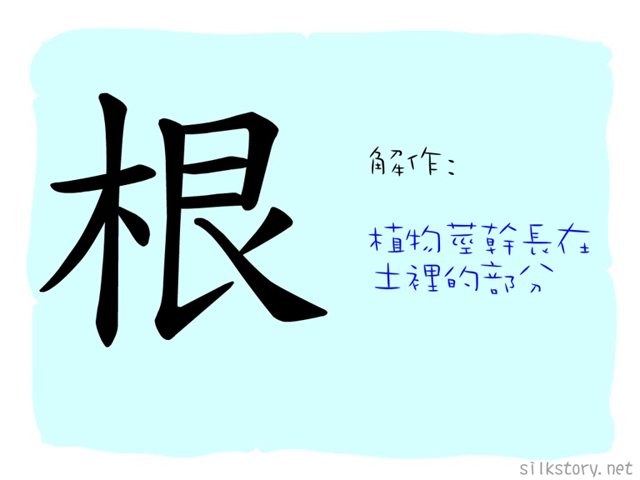 根
解作：
植物莖幹長在
土裡的部分
silkstory.net